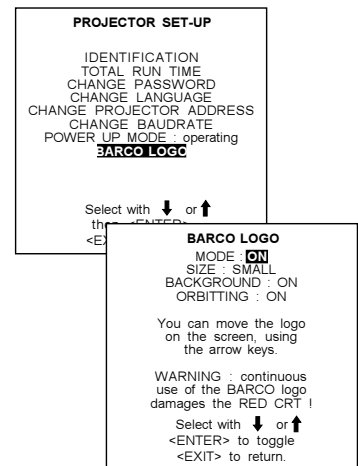 PROJECTOR SET-UP
IDENTIFICATION
TOTAL RUN TIME
CHANGE PASSWORD
CHANGE LANGUAGE
CHANGE PROJECTOR ADDRESS
CHANGE BAUDRATE
POWER UP MODE : operating
BARCO LOGO
Select with ⬇ or ⬆
then <ENTER>
<EX
BARCO LOGO
MODE : ON
SIZE : SMALL
BACKGROUND : ON
ORBITTING : ON
You can move the logo
on the screen, using
the arrow keys.
WARNING : continuous
use of the BARCO logo
damages the RED CRT !
Select with ⬇ or ⬆
<ENTER> to toggle
<EXIT> to return.